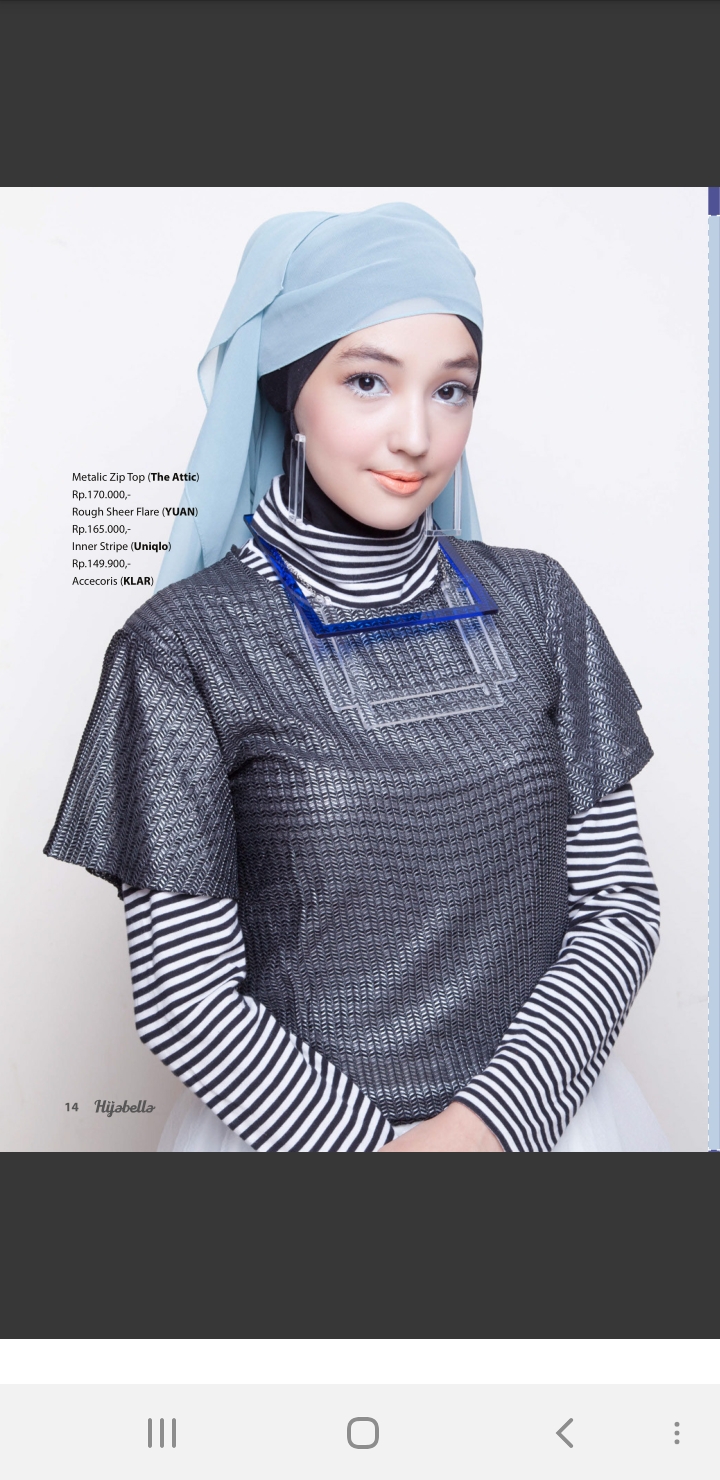 Metalic Zip Top (The Attic)
Rp.170.000,-
Rough Sheer Flare (YUAN)
Rp.165.000,-
Inner Stripe (Uniqlo)
Rp.149.900,-
Accecoris (KLAR)
14 Hijabella